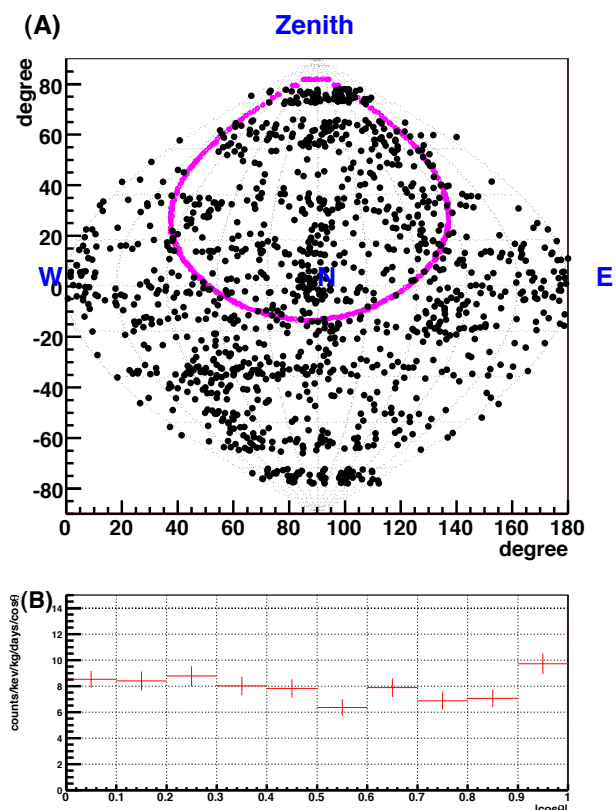 (A) Zenith
degree
80
60
40
20
W 0 N E
-20
-40
-60
-80
0 20 40 60 80 100 120 140 160 180
degree
(B)
counts/kev/kg/days/cosθ
14
12
10
8
6
4
2
0
0 0.1 0.2 0.3 0.4 0.5 0.6 0.7 0.8 0.9 1
|cosθ|